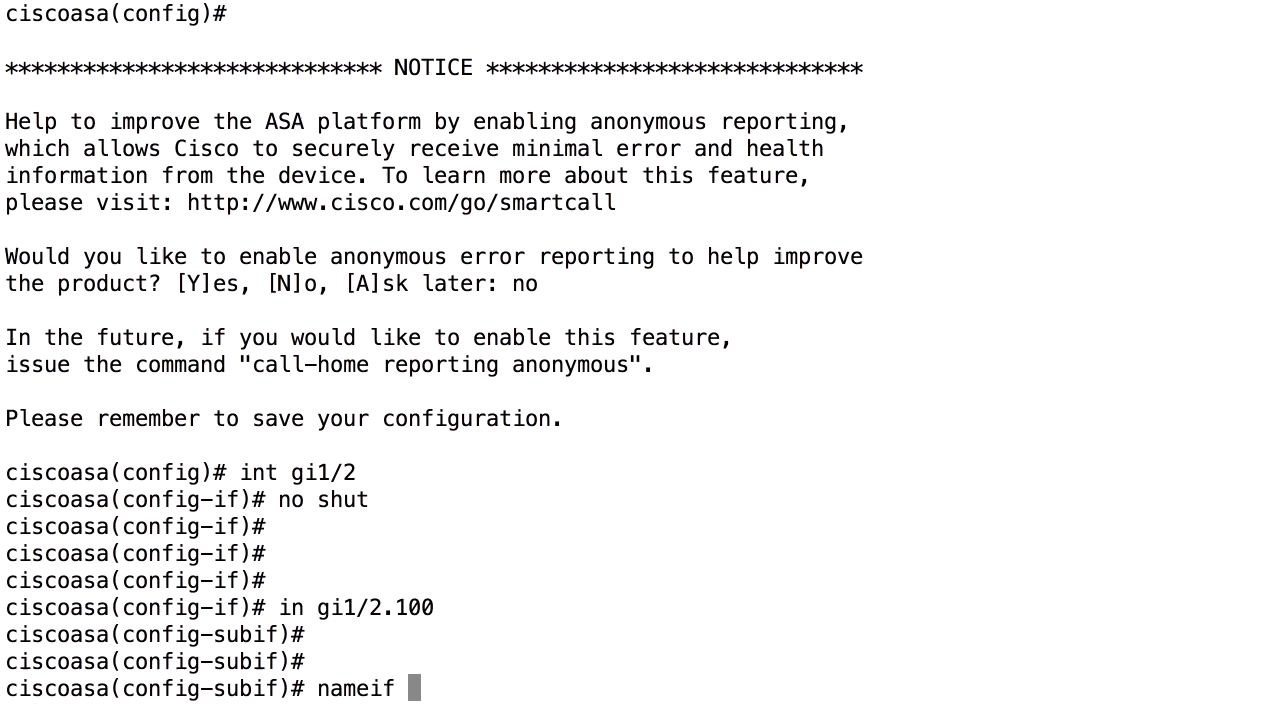 ciscoasa(config)#
***************************** NOTICE *****************************
Help to improve the ASA platform by enabling anonymous reporting,
which allows Cisco to securely receive minimal error and health
information from the device. To learn more about this feature,
please visit: http://www.cisco.com/go/smartcall
Would you like to enable anonymous error reporting to help improve
the product? [Y]es, [N]o, [A]sk later: no
In the future, if you would like to enable this feature,
issue the command "call-home reporting anonymous".
Please remember to save your configuration.
ciscoasa(config)# int gi1/2
ciscoasa(config-if)# no shut
ciscoasa(config-if)#
ciscoasa(config-if)#
ciscoasa(config-if)#
ciscoasa(config-if)# in gi1/2.100
ciscoasa(config-subif)#
ciscoasa(config-subif)#
ciscoasa(config-subif)# nameif